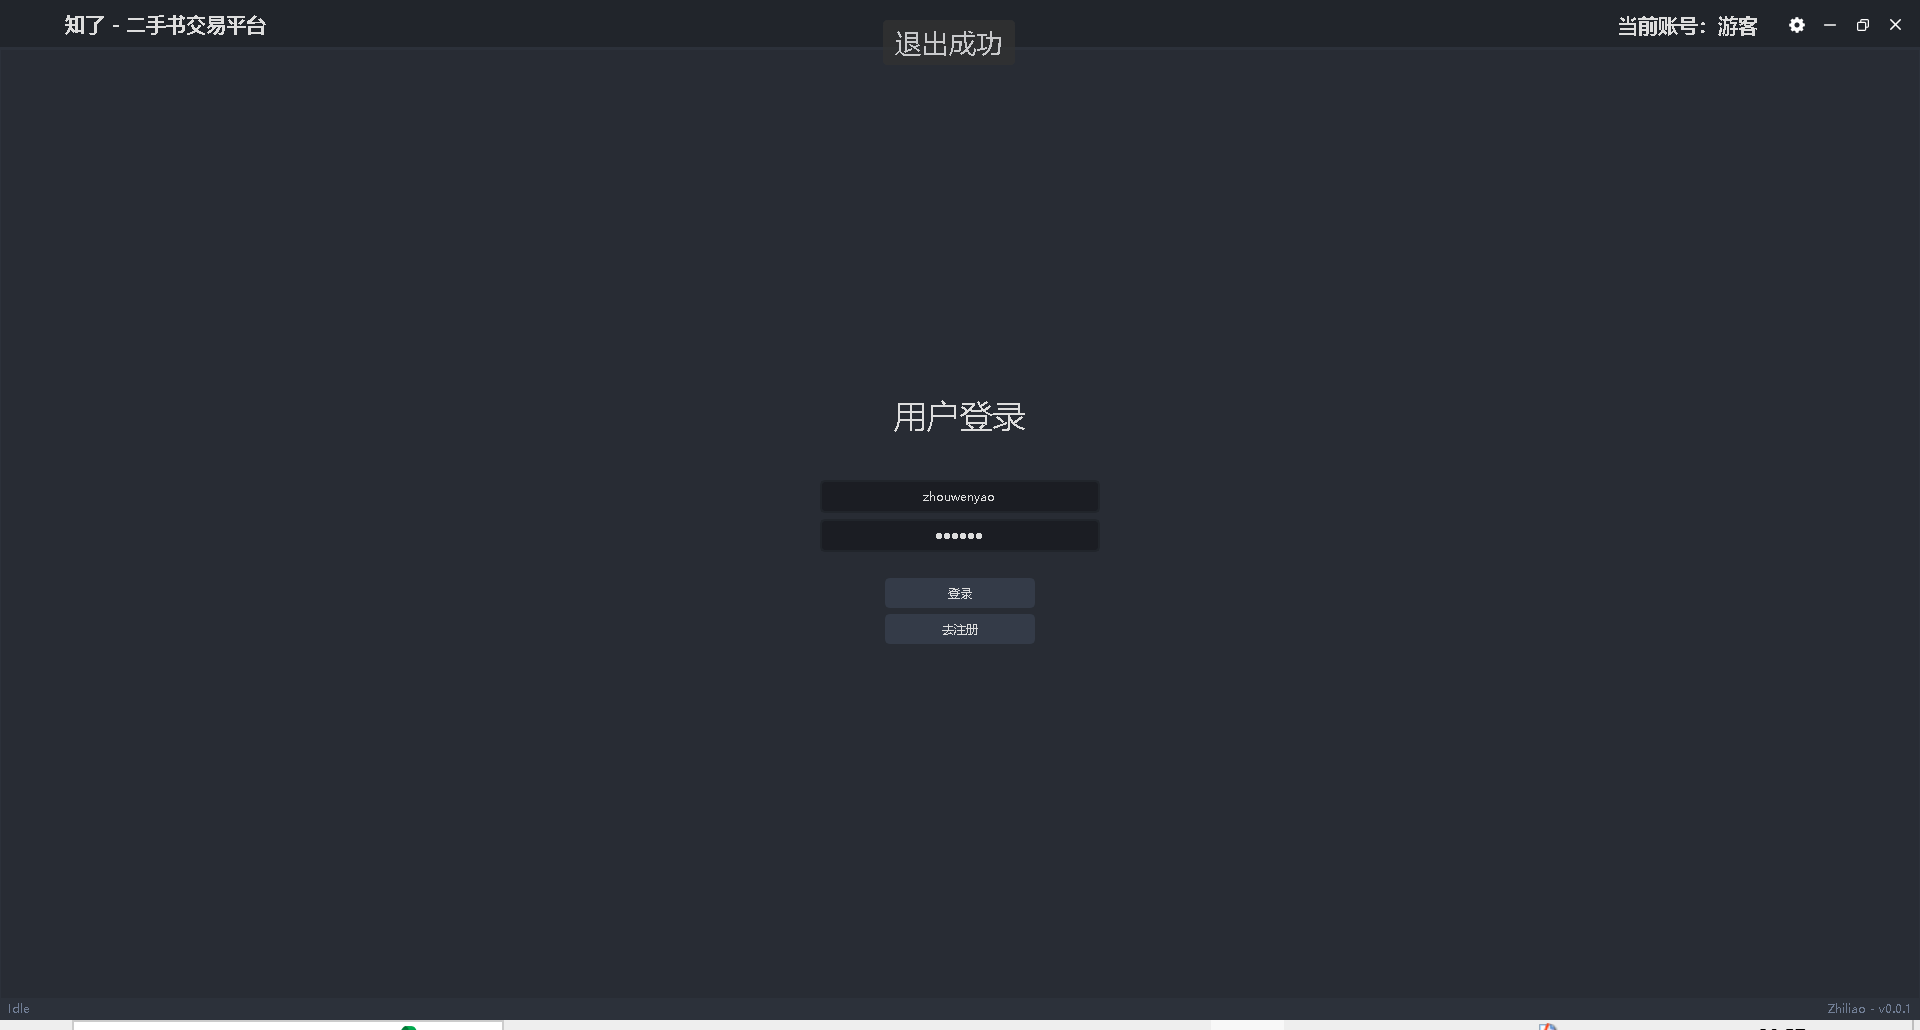 知了 - 二手书交易平台
退出成功
当前账号：游客
用户登录
zhouwenyao
••••••
登录
去注册
Idle
Zhiliao - v0.0.1